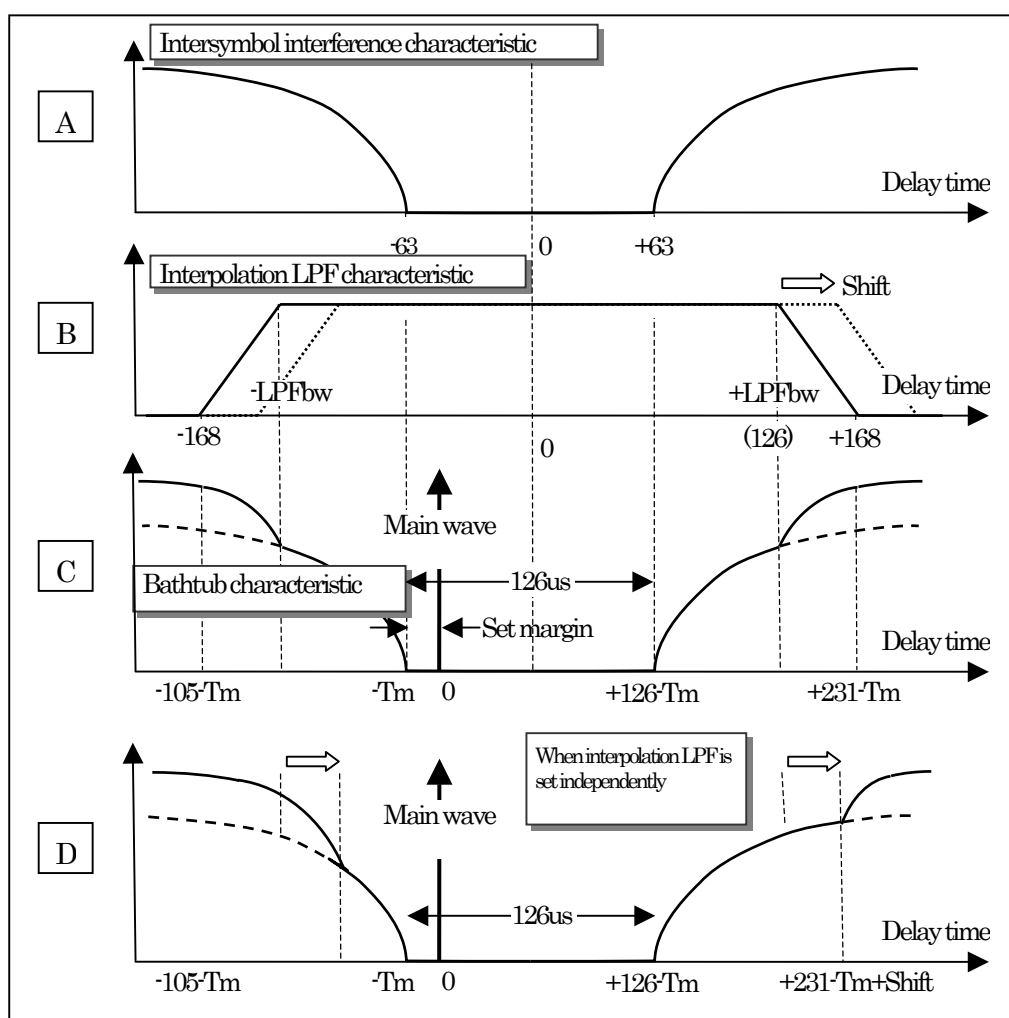 Intersymbol interference characteristic
A
Delay time
-63
0
+63
Interpolation LPF characteristic
Shift
B
-LPFbw
+LPFbw
Delay time
-168
0
(126)
+168
Main wave
C
126us
Bathtub characteristic
Set margin
Delay time
-105-Tm
-Tm
0
+126-Tm
+231-Tm
When interpolation LPF is
set independently
Main wave
D
126us
Delay time
-105-Tm
-Tm
0
+126-Tm
+231-Tm+Shift